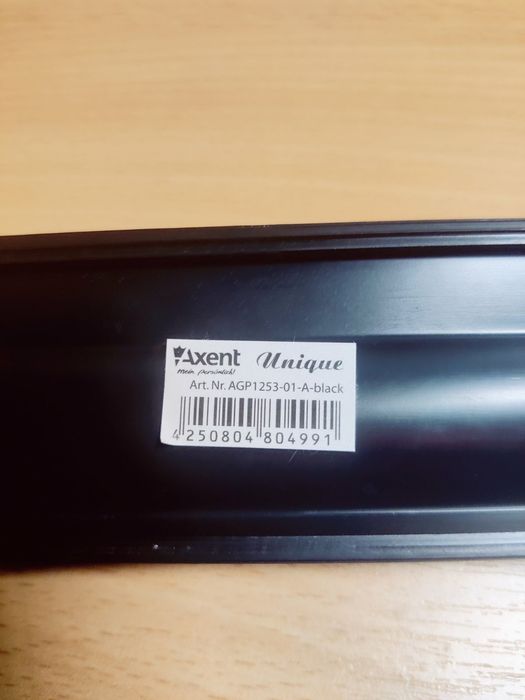 Axent Unique
mein persönlich!
Art. Nr. AGP1253-01-A-black
4 250804 804991